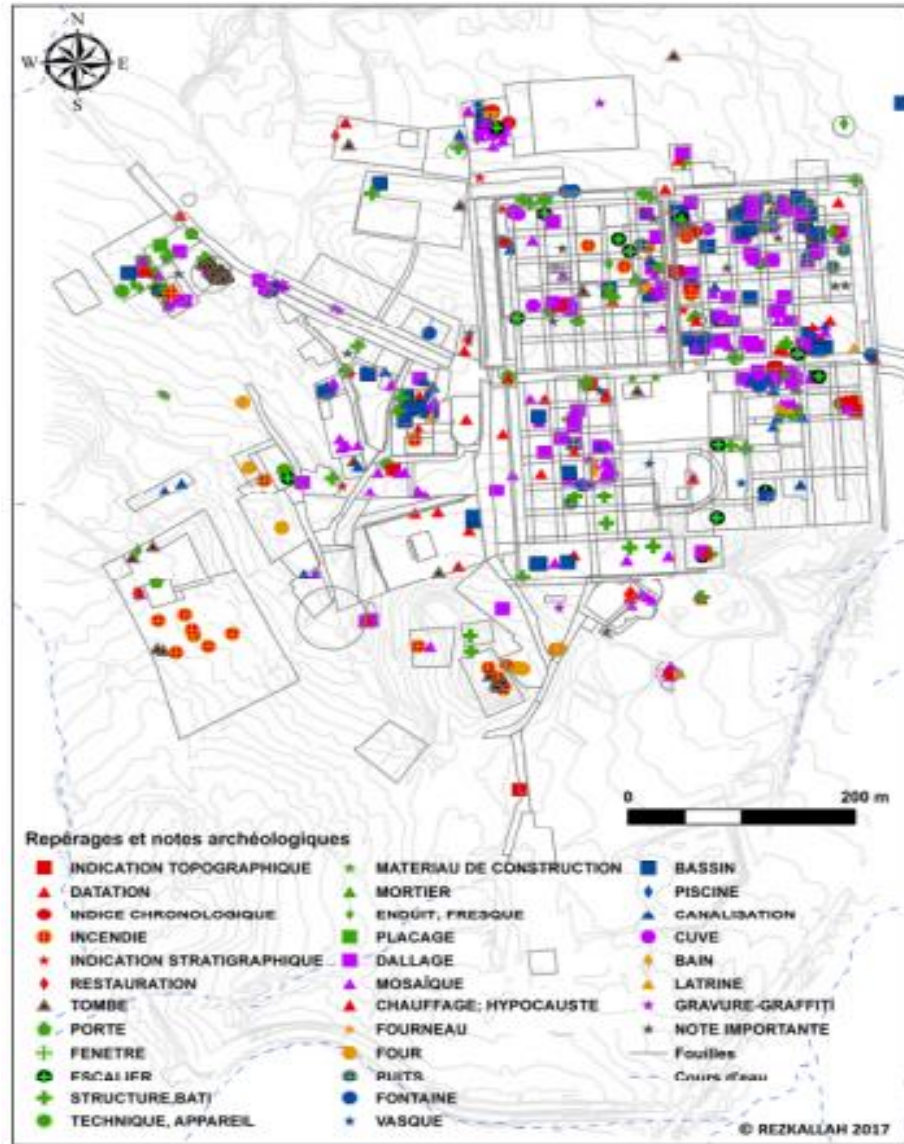 N
W E
S
0 200 m
Repérages et notes archéologiques
INDICATION TOPOGRAPHIQUE
DATATION
INDICE CHRONOLOGIQUE
INCENDIE
INDICATION STRATIGRAPHIQUE
RESTAURATION
TOMBE
PORTE
FENETRE
ESCALIER
STRUCTURE,BATI
TECHNIQUE, APPAREIL
MATERIAU DE CONSTRUCTION
MORTIER
ENDUIT, FRESQUE
PLACAGE
DALLAGE
MOSAÏQUE
CHAUFFAGE; HYPOCAUSTE
FOURNEAU
FOUR
PUITS
FONTAINE
VASQUE
BASSIN
PISCINE
CANALISATION
CUVE
BAIN
LATRINE
GRAVURE-GRAFFITI
NOTE IMPORTANTE
Fouilles
Cours d'eau
© REZKALLAH 2017